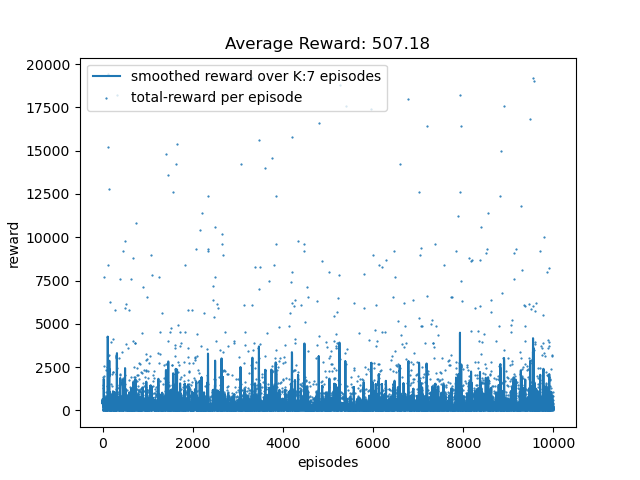 Average Reward: 507.18
smoothed reward over K:7 episodes
total-reward per episode
reward
20000
17500
15000
12500
10000
7500
5000
2500
0
0 2000 4000 6000 8000 10000
episodes